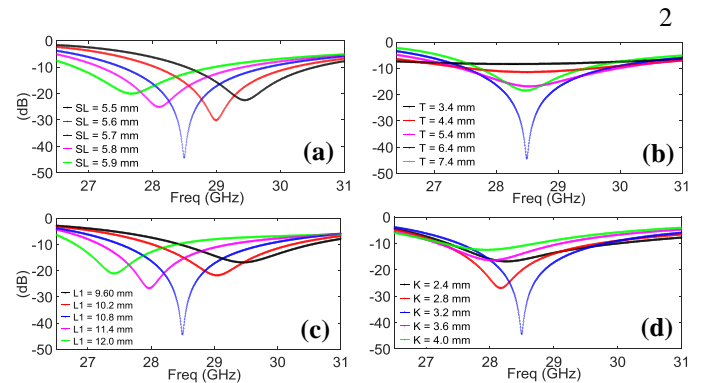 2
0
-10
-20
-30
-40
-50
(dB)
SL = 5.5 mm
SL = 5.6 mm
SL = 5.7 mm
SL = 5.8 mm
SL = 5.9 mm
(a)
27 28 29 30 31
Freq (GHz)
0
-10
-20
-30
-40
-50
T = 3.4 mm
T = 4.4 mm
T = 5.4 mm
T = 6.4 mm
T = 7.4 mm
(b)
27 28 29 30 31
Freq (GHz)
0
-10
-20
-30
-40
-50
(dB)
L1 = 9.60 mm
L1 = 10.2 mm
L1 = 10.8 mm
L1 = 11.4 mm
L1 = 12.0 mm
(c)
27 28 29 30 31
Freq (GHz)
0
-10
-20
-30
-40
-50
K = 2.4 mm
K = 2.8 mm
K = 3.2 mm
K = 3.6 mm
K = 4.0 mm
(d)
27 28 29 30 31
Freq (GHz)